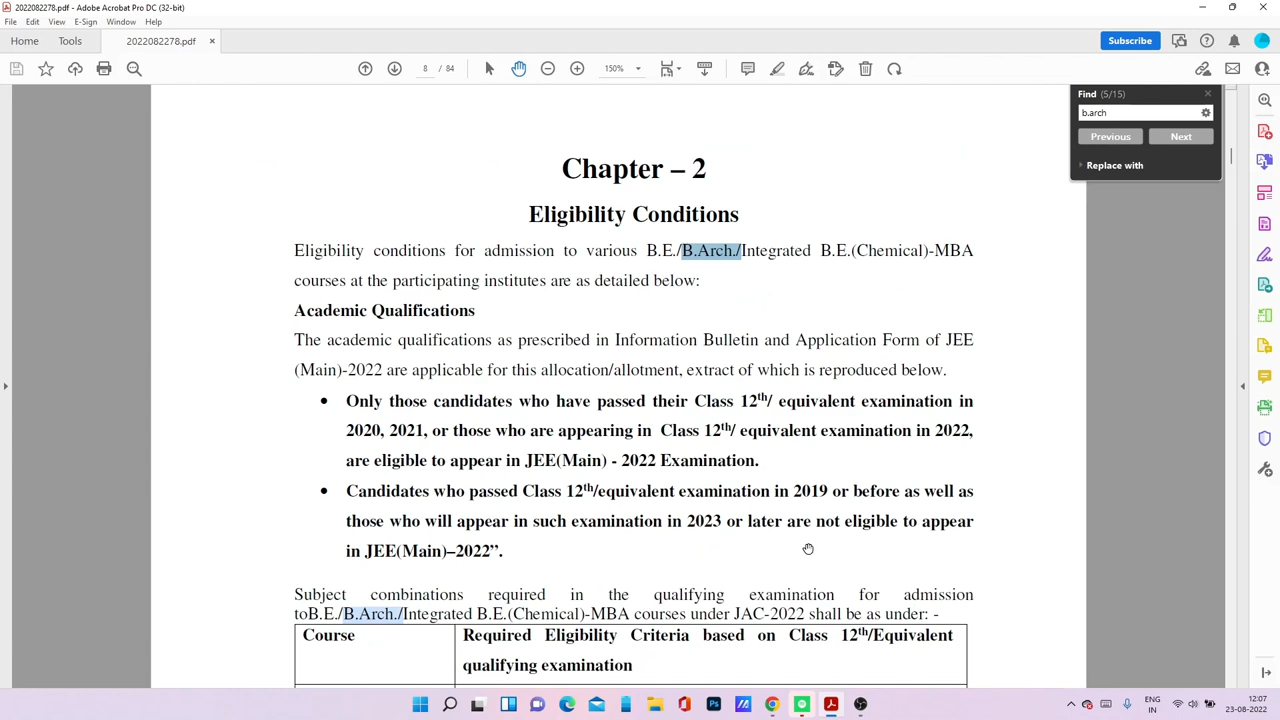 2022082278.pdf - Adobe Acrobat Pro DC (32-bit)
File Edit View E-Sign Window Help
Home Tools 2022082278.pdf × Subscribe
8 / 84 150%
Find (5/15)
b.arch
Previous Next
Replace with
Chapter – 2
Eligibility Conditions
Eligibility conditions for admission to various B.E./B.Arch./Integrated B.E.(Chemical)-MBA
courses at the participating institutes are as detailed below:
Academic Qualifications
The academic qualifications as prescribed in Information Bulletin and Application Form of JEE
(Main)-2022 are applicable for this allocation/allotment, extract of which is reproduced below.
• Only those candidates who have passed their Class 12th/ equivalent examination in
2020, 2021, or those who are appearing in Class 12th/ equivalent examination in 2022,
are eligible to appear in JEE(Main) - 2022 Examination.
• Candidates who passed Class 12th/equivalent examination in 2019 or before as well as
those who will appear in such examination in 2023 or later are not eligible to appear
in JEE(Main)–2022”.
Subject combinations required in the qualifying examination for admission
toB.E./B.Arch./Integrated B.E.(Chemical)-MBA courses under JAC-2022 shall be as under: -
Course Required Eligibility Criteria based on Class 12th/Equivalent
qualifying examination
ENG
IN
12:07
23-08-2022